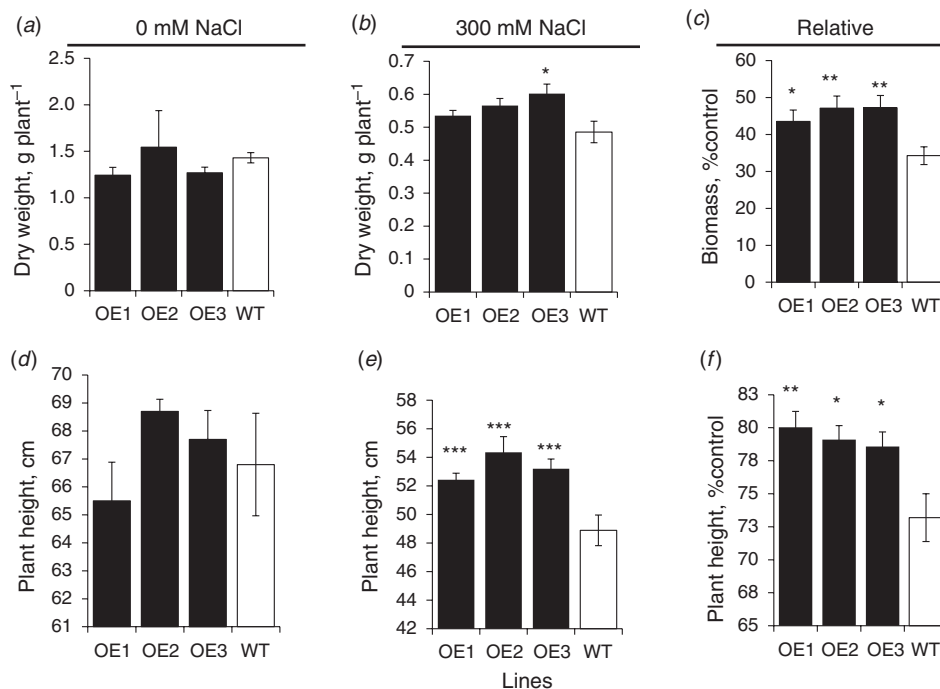 (a) 0 mM NaCl
(b) 300 mM NaCl
(c) Relative
Dry weight, g plant⁻¹
2.5
2.0
1.5
1.0
0.5
0
OE1 OE2 OE3 WT
Dry weight, g plant⁻¹
0.7
0.6
0.5
0.4
0.3
0.2
0.1
0
*
OE1 OE2 OE3 WT
Biomass, %control
60
50
40
30
20
10
0
* ** **
OE1 OE2 OE3 WT
(d)
Plant height, cm
70
69
68
67
66
65
64
63
62
61
OE1 OE2 OE3 WT
(e)
Plant height, cm
58
56
54
52
50
48
46
44
42
*** *** ***
OE1 OE2 OE3 WT
Lines
(f)
Plant height, %control
83
80
78
75
73
70
68
65
** * *
OE1 OE2 OE3 WT